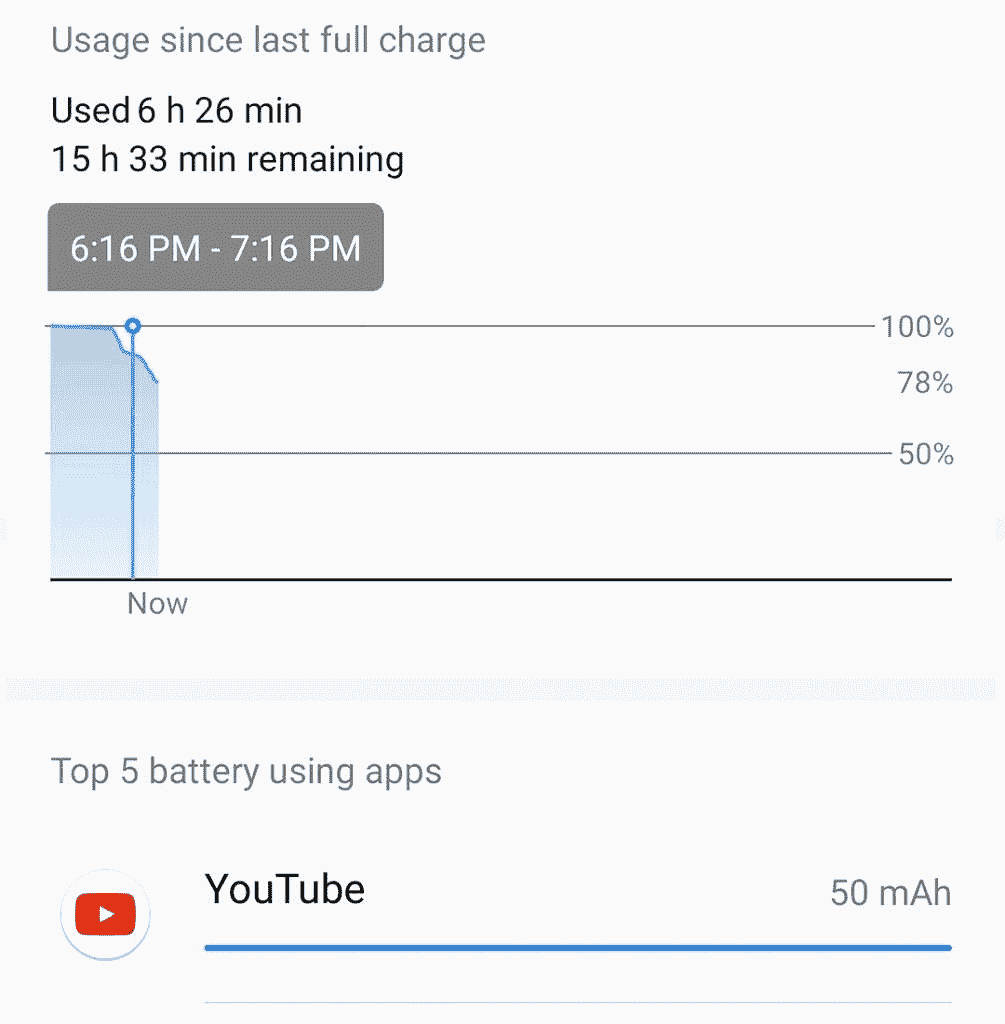 Usage since last full charge
Used 6 h 26 min
15 h 33 min remaining
6:16 PM - 7:16 PM
100%
78%
50%
Now
Top 5 battery using apps
YouTube
50 mAh